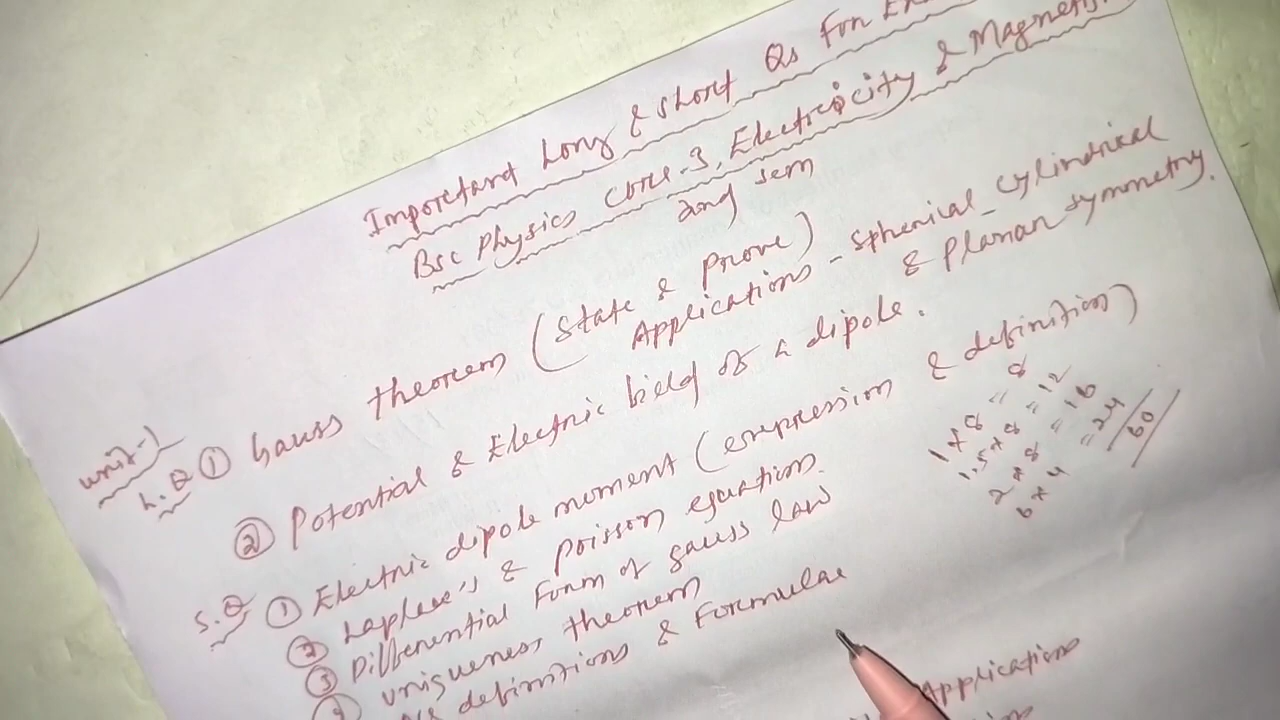 Important Long & short Qs For
BSC Physics Core-3, Electricity & Magnetism
2nd sem
Unit-1
L.Q ① Gauss theorem (State & Prove)
Applications - Spherical, Cylindrical
& Planar symmetry.
② Potential & Electric field of a dipole.
S.Q ① Electric dipole moment (expression & definition)
② Laplace's & poisson equation.
③ Differential Form of gauss law
④ uniqueness theorem
definitions & Formulae
1×8 = 8
1.5×8 = 12
2×8 = 16
6×4 = 24
60
Applications